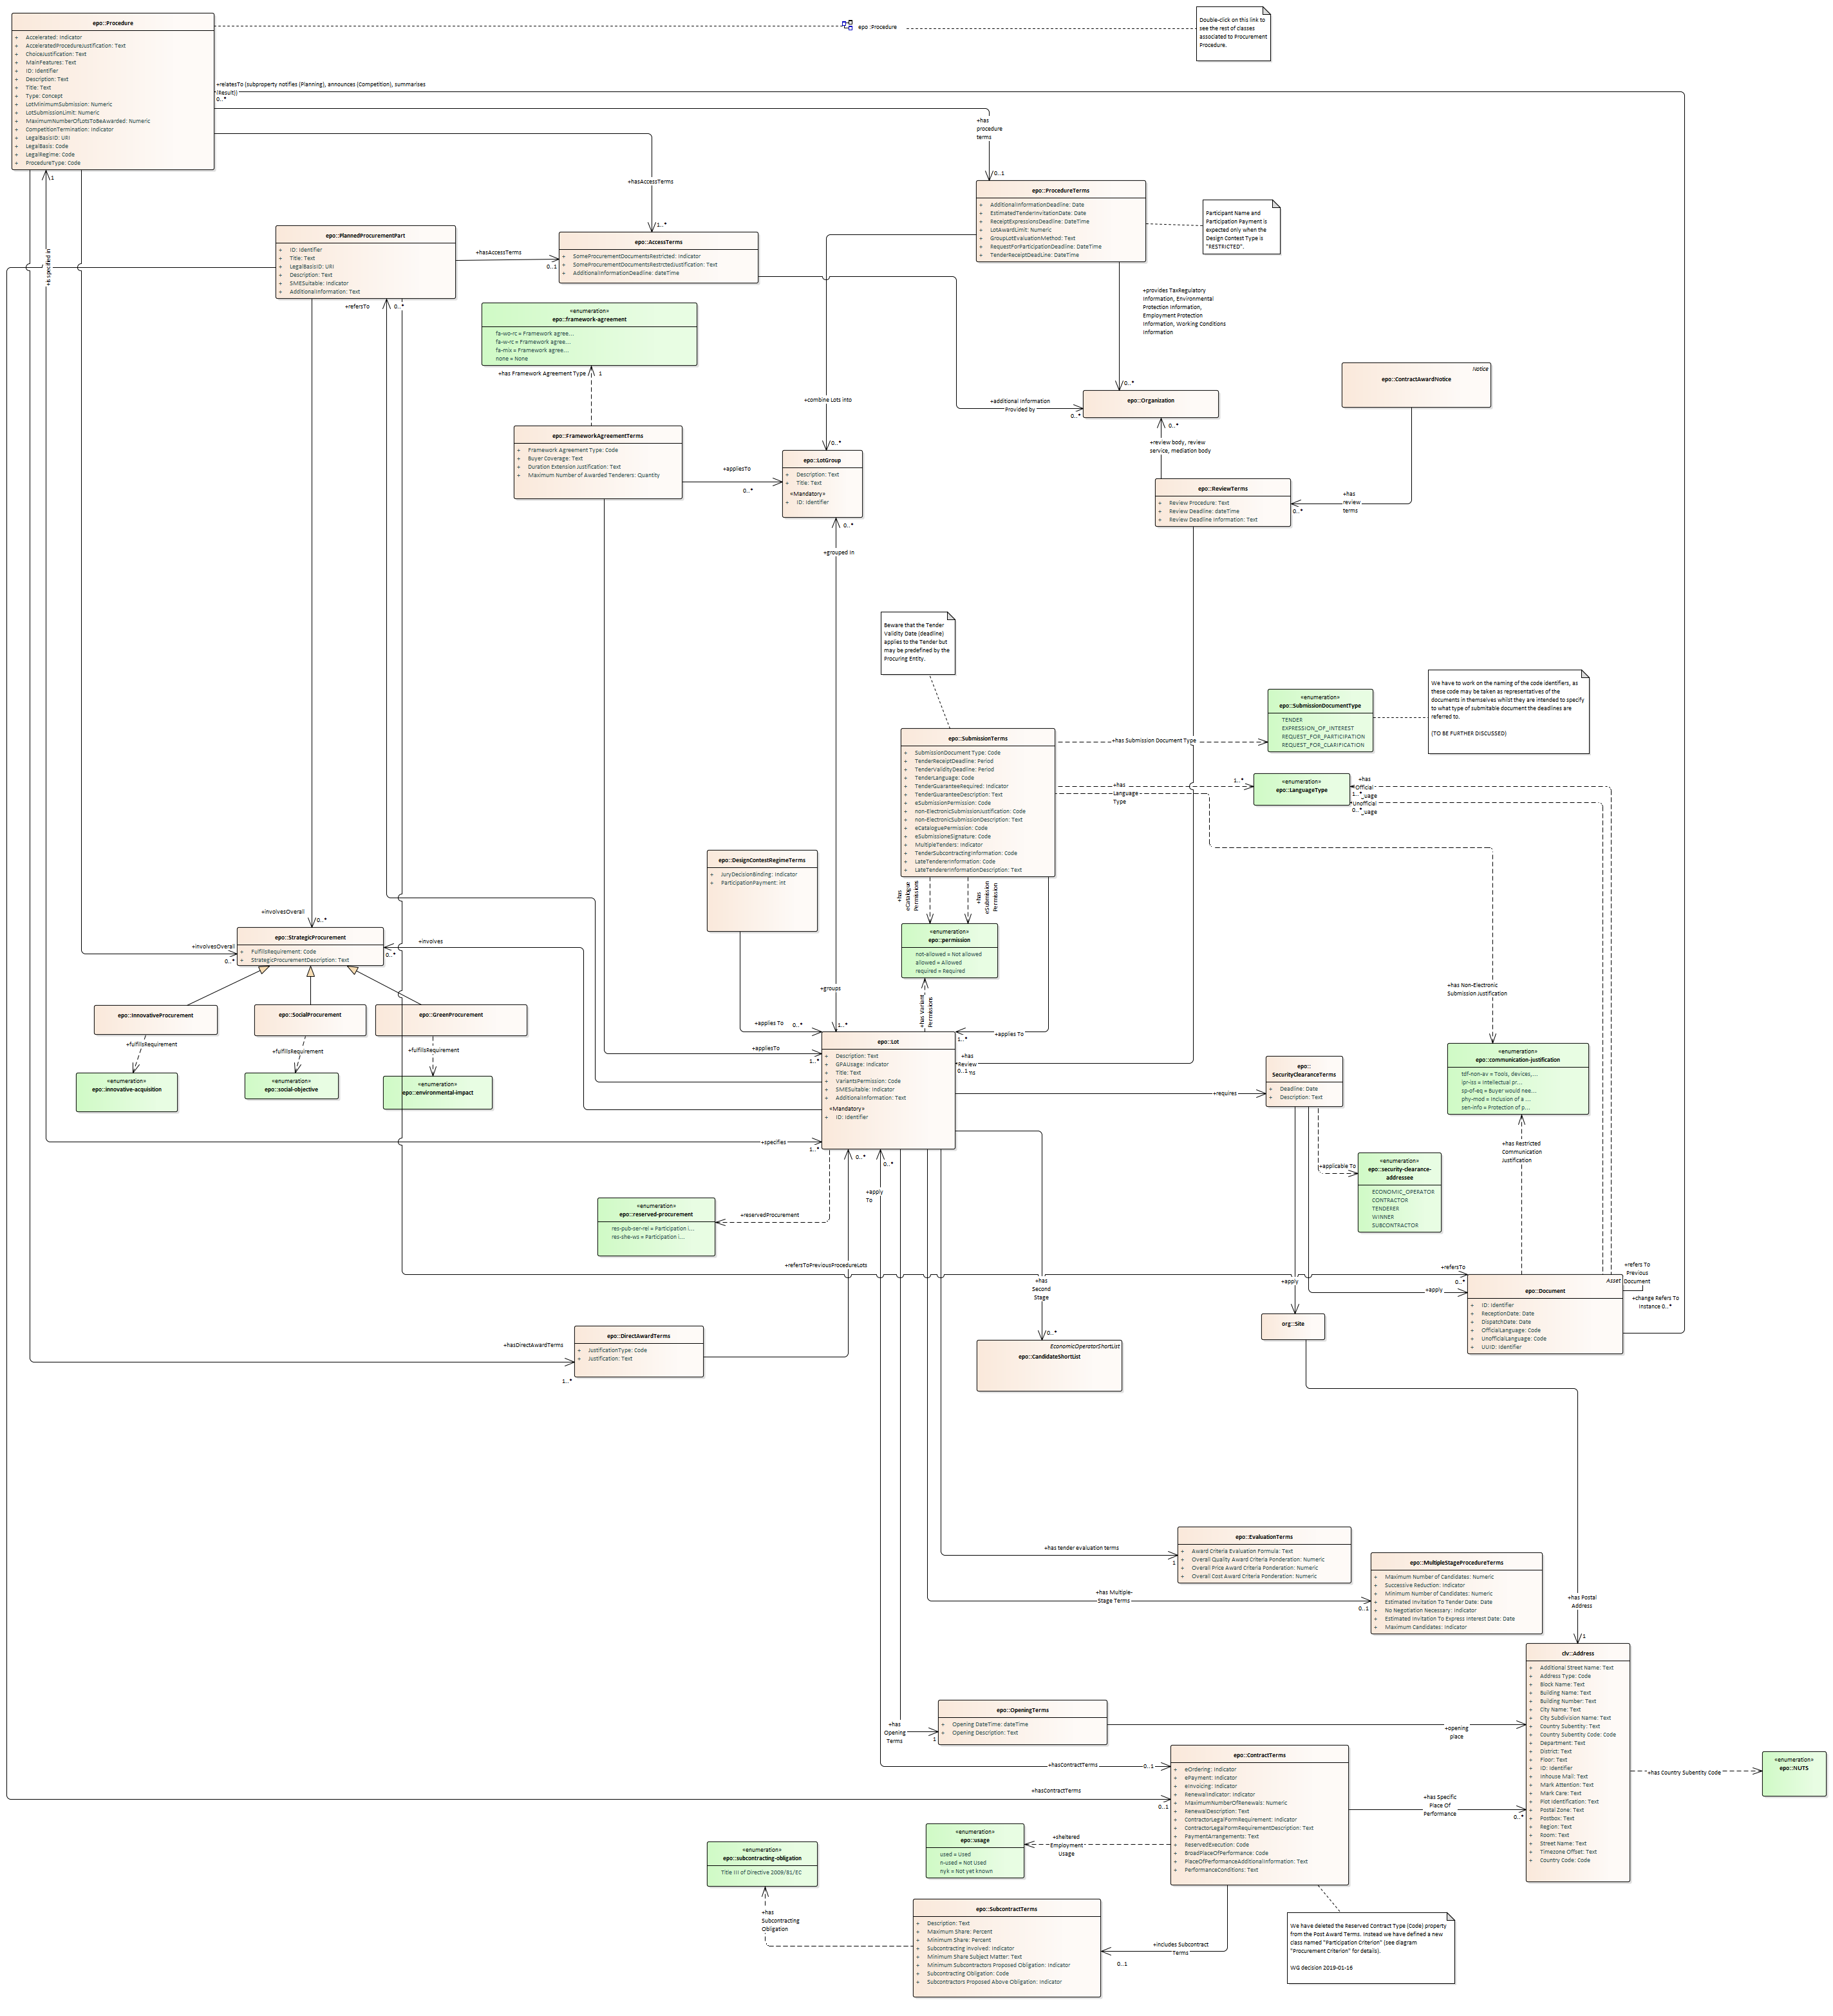 epo::Procedure
+ Accelerated: Indicator
+ AcceleratedProcedureJustification: Text
+ ChoiceJustification: Text
+ MainFeatures: Text
+ ID: Identifier
+ Description: Text
+ Title: Text
+ Type: Concept
+ LotMinimumSubmission: Numeric
+ LotSubmissionLimit: Numeric
+ MaximumNumberOfLotsToBeAwarded: Numeric
+ CompetitionTermination: Indicator
+ LegalBasisID: URI
+ LegalBasis: Code
+ LegalRegime: Code
+ ProcedureType: Code
epo :Procedure
Double-click on this link to
see the rest of classes
associated to Procurement
Procedure.
+relatesTo (subproperty notifies (Planning), announces (Competition), summarises
(Result))
0..*
+has
procedure
terms
0..1
+hasAccessTerms
1..*
1
+is specified in
epo::ProcedureTerms
+ AdditionalInformationDeadline: Date
+ EstimatedTenderInvitationDate: Date
+ ReceiptExpressionsDeadline: DateTime
+ LotAwardLimit: Numeric
+ GroupLotEvaluationMethod: Text
+ RequestForParticipationDeadline: DateTime
+ TenderReceiptDeadLine: DateTime
Participant Name and
Participation Payment is
expected only when the
Design Contest Type is
"RESTRICTED".
epo::PlannedProcurementPart
+ ID: Identifier
+ Title: Text
+ LegalBasisID: URI
+ Description: Text
+ SMESuitable: Indicator
+ AdditionalInformation: Text
+hasAccessTerms
0..1
epo::AccessTerms
+ SomeProcurementDocumentsRestricted: Indicator
+ SomeProcurementDocumentsRestrctedJustification: Text
+ AdditionalInformationDeadline: dateTime
+refersTo
0..*
«enumeration»
epo::framework-agreement
fa-wo-rc = Framework agree...
fa-w-rc = Framework agree...
fa-mix = Framework agree...
none = None
+has Framework Agreement Type
1
+provides TaxRegulatory
Information, Environmental
Protection Information,
Employment Protection
Information, Working Conditions
Information
0..*
+combine Lots into
0..*
+additional Information
Provided by
0..*
epo::Organization
0..*
+review body, review
service, mediation body
Notice
epo::ContractAwardNotice
epo::FrameworkAgreementTerms
+ Framework Agreement Type: Code
+ Buyer Coverage: Text
+ Duration Extension Justification: Text
+ Maximum Number of Awarded Tenderers: Quantity
+appliesTo
0..*
epo::LotGroup
+ Description: Text
+ Title: Text
«Mandatory»
+ ID: Identifier
0..*
+grouped in
epo::ReviewTerms
+ Review Procedure: Text
+ Review Deadline: dateTime
+ Review Deadline Information: Text
0..*
+has
review
terms
Beware that the Tender
Validity Date (deadline)
applies to the Tender but
may be predefined by the
Procuring Entity.
epo::SubmissionTerms
+ SubmissionDocument Type: Code
+ TenderReceiptDeadline: Period
+ TenderValidityDeadline: Period
+ TenderLanguage: Code
+ TenderGuaranteeRequired: Indicator
+ TenderGuaranteeDescription: Text
+ eSubmissionPermission: Code
+ non-ElectronicSubmissionJustification: Code
+ non-ElectronicSubmissionDescription: Text
+ eCataloguePermission: Code
+ eSubmissioneSignature: Code
+ MultipleTenders: Indicator
+ TenderSubcontractingInformation: Code
+ LateTendererInformation: Code
+ LateTendererInformationDescription: Text
+has Submission Document Type
«enumeration»
epo::SubmissionDocumentType
TENDER
EXPRESSION_OF_INTEREST
REQUEST_FOR_PARTICIPATION
REQUEST_FOR_CLARIFICATION
We have to work on the naming of the code identifiers, as
these code may be taken as representatives of the
documents in themselves whilst they are intended to specify
to what type of submitable document the deadlines are
referred to.
(TO BE FURTHER DISCUSSED)
+has
Language
Type
1..*
«enumeration»
epo::LanguageType
+has
Official
1..*
0..*
epo::DesignContestRegimeTerms
+ JuryDecisionBinding: Indicator
+ ParticipationPayment: int
+has
eCatalogue
Permissions
+has
eSubmission
Permission
«enumeration»
epo::permission
not-allowed = Not allowed
allowed = Allowed
required = Required
+has Variant
Permissions
+involvesOverall
0..*
epo::StrategicProcurement
+ FulfillsRequirement: Code
+ StrategicProcurementDescription: Text
+involvesOverall
0..*
+involves
0..*
epo::InnovativeProcurement
epo::SocialProcurement
epo::GreenProcurement
+fulfillsRequirement
+fulfillsRequirement
+fulfillsRequirement
«enumeration»
epo::innovative-acquisition
«enumeration»
epo::social-objective
«enumeration»
epo::environmental-impact
+groups
1..*
+applies To
0..*
+applies To
1..*
+appliesTo
1..*
+has
Review
0..1
epo::Lot
+ Description: Text
+ GPAUsage: Indicator
+ Title: Text
+ VariantsPermission: Code
+ SMESuitable: Indicator
+ AdditionalInformation: Text
«Mandatory»
+ ID: Identifier
+specifies
1..*
+requires
epo::
SecurityClearanceTerms
+ Deadline: Date
+ Description: Text
+has Non-Electronic
Submission Justification
«enumeration»
epo::communication-justification
tdf-non-av = Tools, devices,...
ipr-iss = Intellectual pr...
sp-of-eq = Buyer would nee...
phy-mod = Inclusion of a ...
sen-info = Protection of p...
+has Restricted
Communication
Justification
+applicable To
«enumeration»
epo::security-clearance-
addressee
ECONOMIC_OPERATOR
CONTRACTOR
TENDERER
WINNER
SUBCONTRACTOR
«enumeration»
epo::reserved-procurement
res-pub-ser-rel = Participation i...
res-she-ws = Participation i...
+reservedProcurement
0..*
0..*
+apply
To
+refersToPreviousProcedureLots
+refersTo
0..*
+apply
+apply
+has
Second
Stage
0..*
+refers To
Previous
Document
+change Refers To
Instance 0..*
Asset
epo::Document
+ ID: Identifier
+ ReceptionDate: Date
+ DispatchDate: Date
+ OfficialLanguage: Code
+ UnofficialLanguage: Code
+ UUID: Identifier
org::Site
+hasDirectAwardTerms
1..*
epo::DirectAwardTerms
+ JustificationType: Code
+ Justification: Text
EconomicOperatorShortList
epo::CandidateShortList
+has tender evaluation terms
1
epo::EvaluationTerms
+ Award Criteria Evaluation Formula: Text
+ Overall Quality Award Criteria Ponderation: Numeric
+ Overall Price Award Criteria Ponderation: Numeric
+ Overall Cost Award Criteria Ponderation: Numeric
+has Multiple-
Stage Terms
0..1
epo::MultipleStageProcedureTerms
+ Maximum Number of Candidates: Numeric
+ Successive Reduction: Indicator
+ Minimum Number of Candidates: Numeric
+ Estimated Invitation To Tender Date: Date
+ No Negotiation Necessary: Indicator
+ Estimated Invitation To Express Interest Date: Date
+ Maximum Candidates: Indicator
+has Postal
Address
1
clv::Address
+ Additional Street Name: Text
+ Address Type: Code
+ Block Name: Text
+ Building Name: Text
+ Building Number: Text
+ City Name: Text
+ City Subdivision Name: Text
+ Country Subentity: Text
+ Country Subentity Code: Code
+ Department: Text
+ District: Text
+ Floor: Text
+ ID: Identifier
+ Inhouse Mail: Text
+ Mark Attention: Text
+ Mark Care: Text
+ Plot Identification: Text
+ Postal Zone: Text
+ Postbox: Text
+ Region: Text
+ Room: Text
+ Street Name: Text
+ Timezone Offset: Text
+ Country Code: Code
+has Country Subentity Code
«enumeration»
epo::NUTS
+has
Opening
Terms
1
epo::OpeningTerms
+ Opening DateTime: dateTime
+ Opening Description: Text
+opening
place
+hasContractTerms
0..1
+hasContractTerms
0..1
epo::ContractTerms
+ eOrdering: Indicator
+ ePayment: Indicator
+ eInvoicing: Indicator
+ RenewalIndicator: Indicator
+ MaximumNumberOfRenewals: Numeric
+ RenewalDescription: Text
+ ContractorLegalFormRequirement: Indicator
+ ContractorLegalFormRequirementDescription: Text
+ PaymentArrangements: Text
+ ReservedExecution: Code
+ BroadPlaceOfPerformance: Code
+ PlaceOfPerformanceAdditionalInformation: Text
+ PerformanceConditions: Text
+has Specific
Place Of
Performance
0..*
«enumeration»
epo::usage
used = Used
n-used = Not Used
nyk = Not yet known
+sheltered
Employment
Usage
«enumeration»
epo::subcontracting-obligation
Title III of Directive 2009/81/EC
+has
Subcontracting
Obligation
epo::SubcontractTerms
+ Description: Text
+ Maximum Share: Percent
+ Minimum Share: Percent
+ Subcontracting Involved: Indicator
+ Minimum Share Subject Matter: Text
+ Minimum Subcontractors Proposed Obligation: Indicator
+ Subcontracting Obligation: Code
+ Subcontractors Proposed Above Obligation: Indicator
+includes Subcontract
Terms
0..1
We have deleted the Reserved Contract Type (Code) property
from the Post Award Terms. Instead we have defined a new
class named "Participation Criterion" (see diagram
"Procurement Criterion" for details).
WG decision 2019-01-16